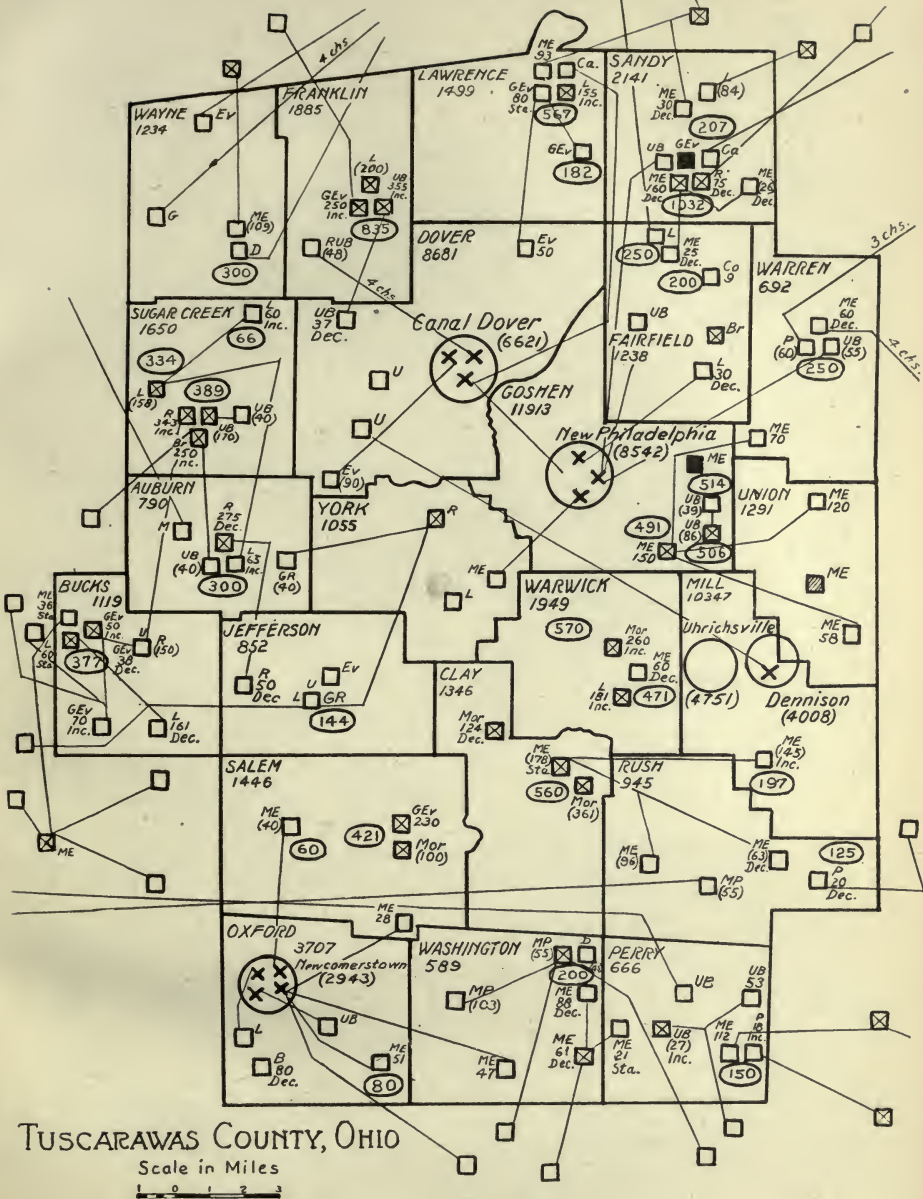 4 chs.
WAYNE
1234
Ev
G
ME
(109)
D
300
FRANKLIN
1885
L
(200)
GEv
250
Inc.
UB
355
Inc.
835
RUB
(48)
4 chs.
LAWRENCE
1499
ME
93
Ca.
GEv
80
Sta.
L
155
Inc.
567
GEv
182
SANDY
2141
(84)
ME
30
Dec.
207
UB
GEv
Ca
ME
160
Dec.
R
75
Dec.
1032
ME
(26)
Dec.
DOVER
8681
Ev
50
UB
37
DEC.
Canal Dover
(6621)
U
U
Ev
(90)
L
250
ME
25
Dec.
200
Co
9
UB
Br
FAIRFIELD
1238
L
30
Dec.
WARREN
692
3 chs.
ME
60
Dec.
P
(60)
UB
(55)
250
4 chs.
SUGAR CREEK
1650
L
60
Inc.
66
334
L
(158)
389
R
343
Inc.
UB
(170)
UB
(40)
Br
250
Inc.
GOSHEN
11913
New Philadelphia
(8542)
ME
70
ME
514
UB
(39)
UB
(86)
506
491
ME
150
AUBURN
790
M
R
275
Dec.
UB
(40)
L
65
Inc.
300
GR
(40)
YORK
1055
R
ME
L
UNION
1291
ME
120
ME
ME
58
BUCKS
1119
ME
36
Sta.
GEv
50
Inc.
L
60
Sta.
377
GEv
38
Dec.
U
R
(150)
GEv
70
Inc.
L
161
Dec.
JEFFERSON
852
R
50
Dec
Ev
U
L
GR
144
WARWICK
1949
570
Mor
260
Inc.
ME
60
Dec.
L
181
Inc.
471
MILL
10347
Uhrichsville
(4751)
Dennison
(4008)
CLAY
1346
Mor
124
Dec.
ME
(145)
Inc.
197
SALEM
1446
ME
(40)
60
421
GEv
230
Mor
(100)
ME
(178)
Sta.
560
Mor
(361)
RUSH
945
ME
(96)
ME
(63)
Dec.
125
MP
(55)
P
20
Dec.
ME
ME
28
OXFORD
3707
Newcomerstown
(2943)
L
UB
B
80
Dec.
ME
51
80
WASHINGTON
589
MP
(55)
D
200
MP
(103)
ME
88
Dec.
ME
61
Dec.
ME
47
PERRY
666
UB
UB
53
ME
21
Sta.
UB
(27)
Inc.
ME
112
P
18
Inc.
150
TUSCARAWAS COUNTY, OHIO
Scale in Miles
1 0 1 2 3